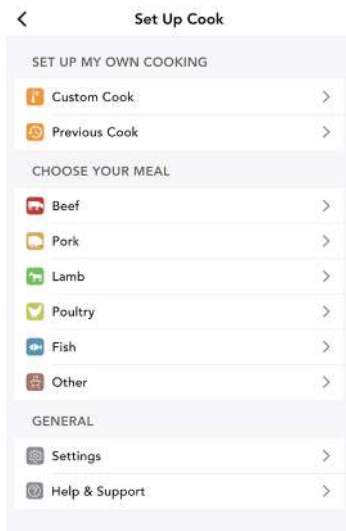 Set Up Cook
SET UP MY OWN COOKING
Custom Cook
Previous Cook
CHOOSE YOUR MEAL
Beef
Pork
Lamb
Poultry
Fish
Other
GENERAL
Settings
Help & Support